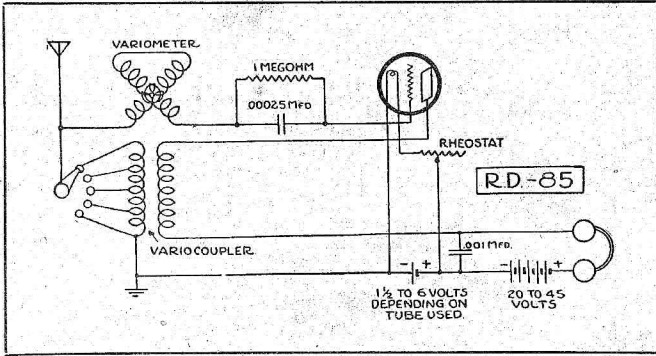 VARIOMETER
1 MEGOHM
.00025 MFD
RHEOSTAT
R.D.-85
VARIOCOUPLER
.001 MFD.
- +
- +
1½ TO 6 VOLTS
DEPENDING ON
TUBE USED.
20 TO 45
VOLTS